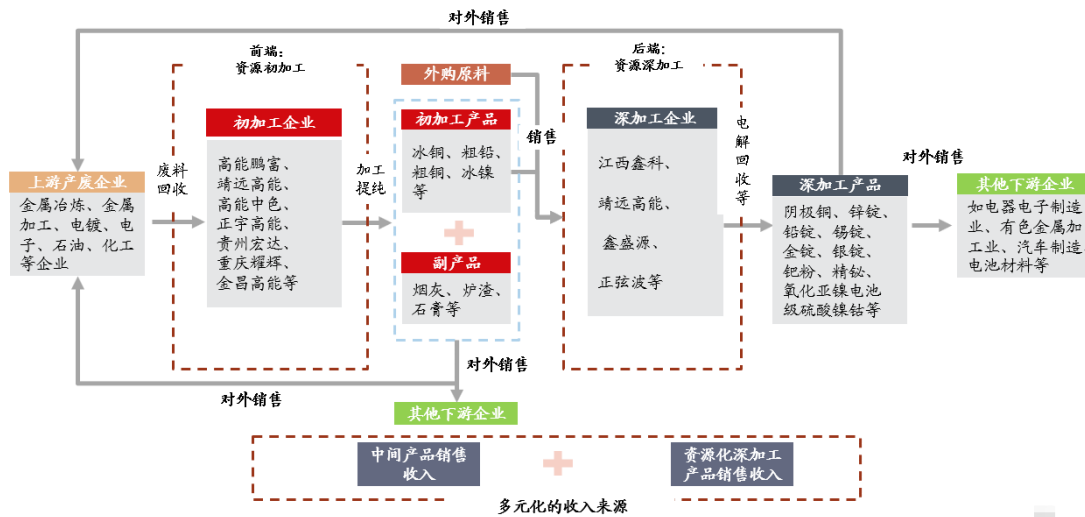 对外销售
前端：
资源初加工
后端：
资源深加工
外购原料
初加工企业
高能鹏富、
靖远高能、
高能中色、
正宇高能、
贵州宏达、
重庆耀辉、
金昌高能等
初加工产品
冰铜、粗铅、
粗铜、冰镍
等
销售
深加工企业
江西鑫科、
靖远高能、
鑫盛源、
正弦波等
电解回收等
废料
回收
加工
提纯
上游产废企业
金属冶炼、金属
加工、电镀、电
子、石油、化工
等企业
副产品
烟灰、炉渣、
石膏等
深加工产品
阴极铜、锌锭、
铅锭、锡锭、
金锭、银锭、
钯粉、精铋、
氧化亚镍电池
级硫酸镍钴等
对外销售
其他下游企业
如电器电子制造
业、有色金属加
工业、汽车制造
电池材料等
对外销售
对外销售
其他下游企业
中间产品销售
收入
资源化深加工
产品销售收入
多元化的收入来源